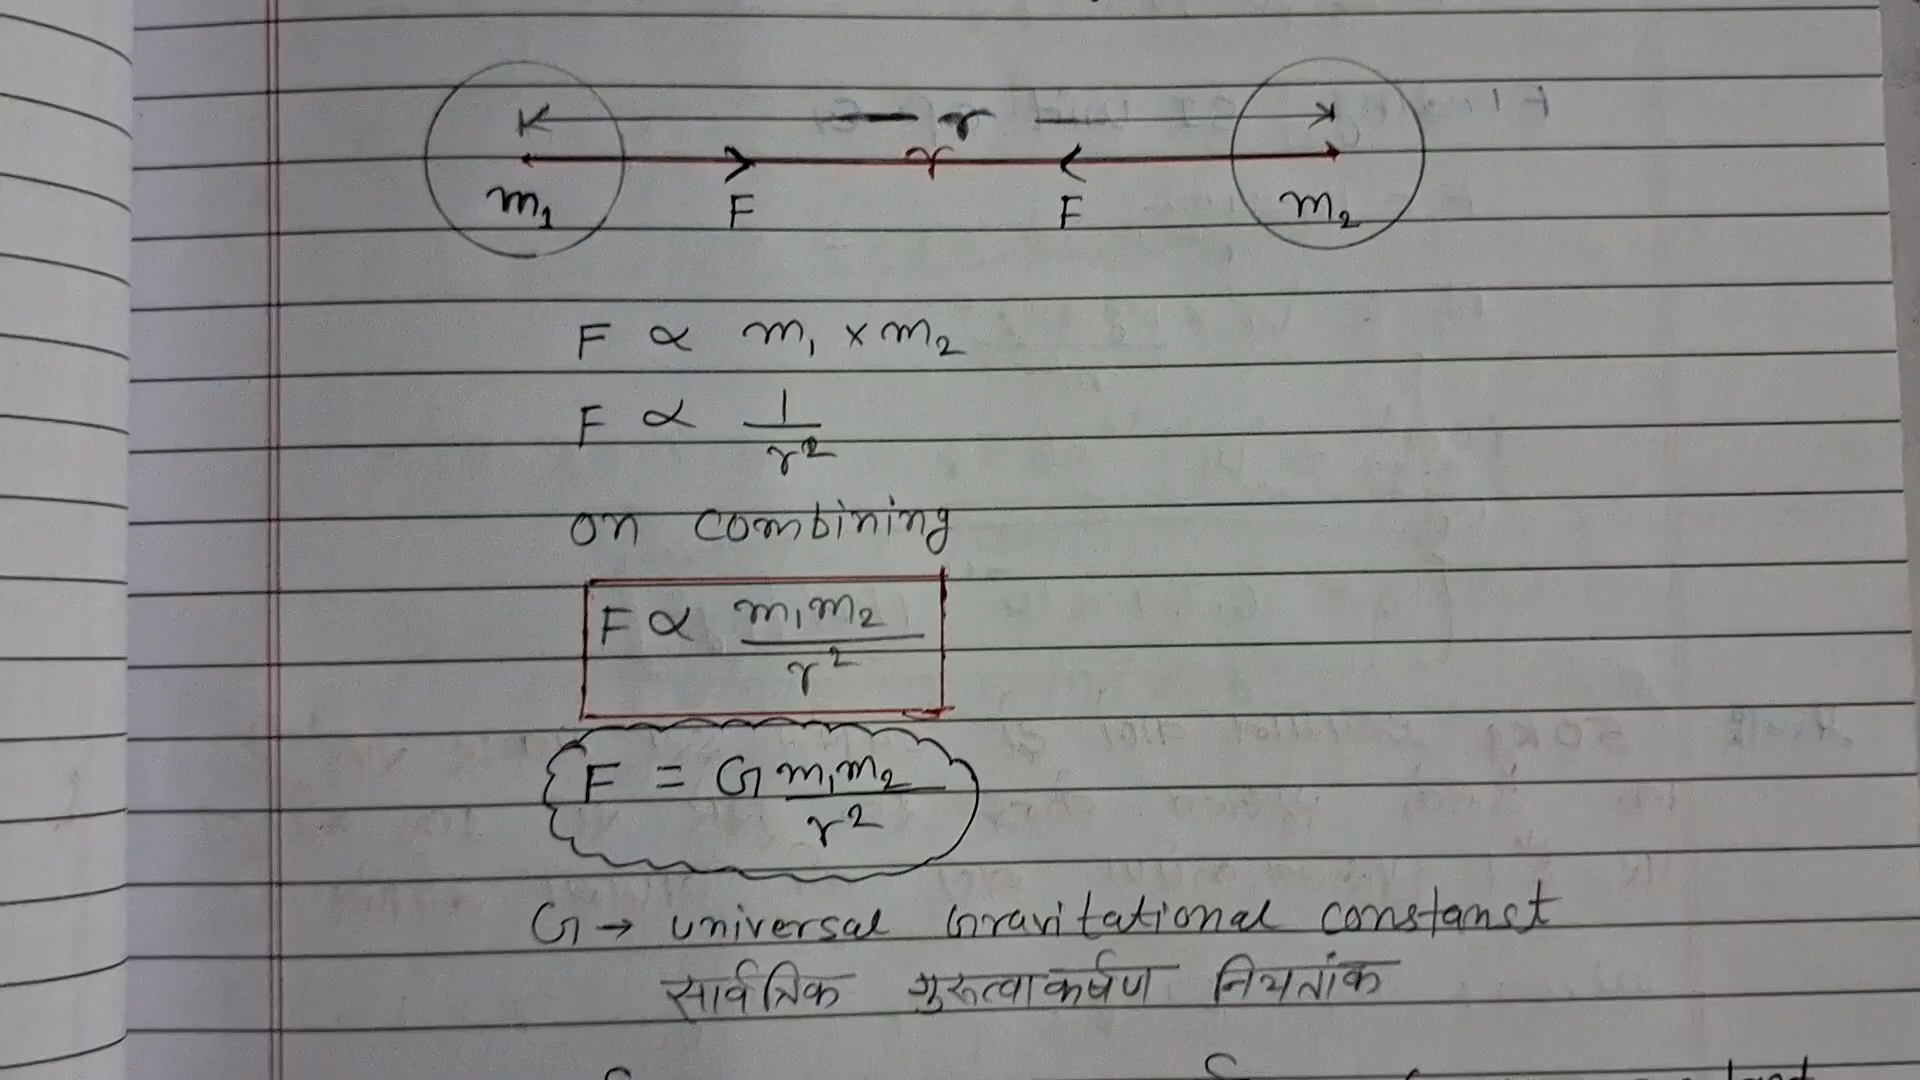 r
r
m₁ F F m₂
F ∝ m₁ × m₂
F ∝ 1/r²
on combining
F ∝ m₁m₂/r²
F = G m₁m₂/r²
G → universal Gravitational constanst
सार्वत्रिक गुरुत्वाकर्षण नियतांक